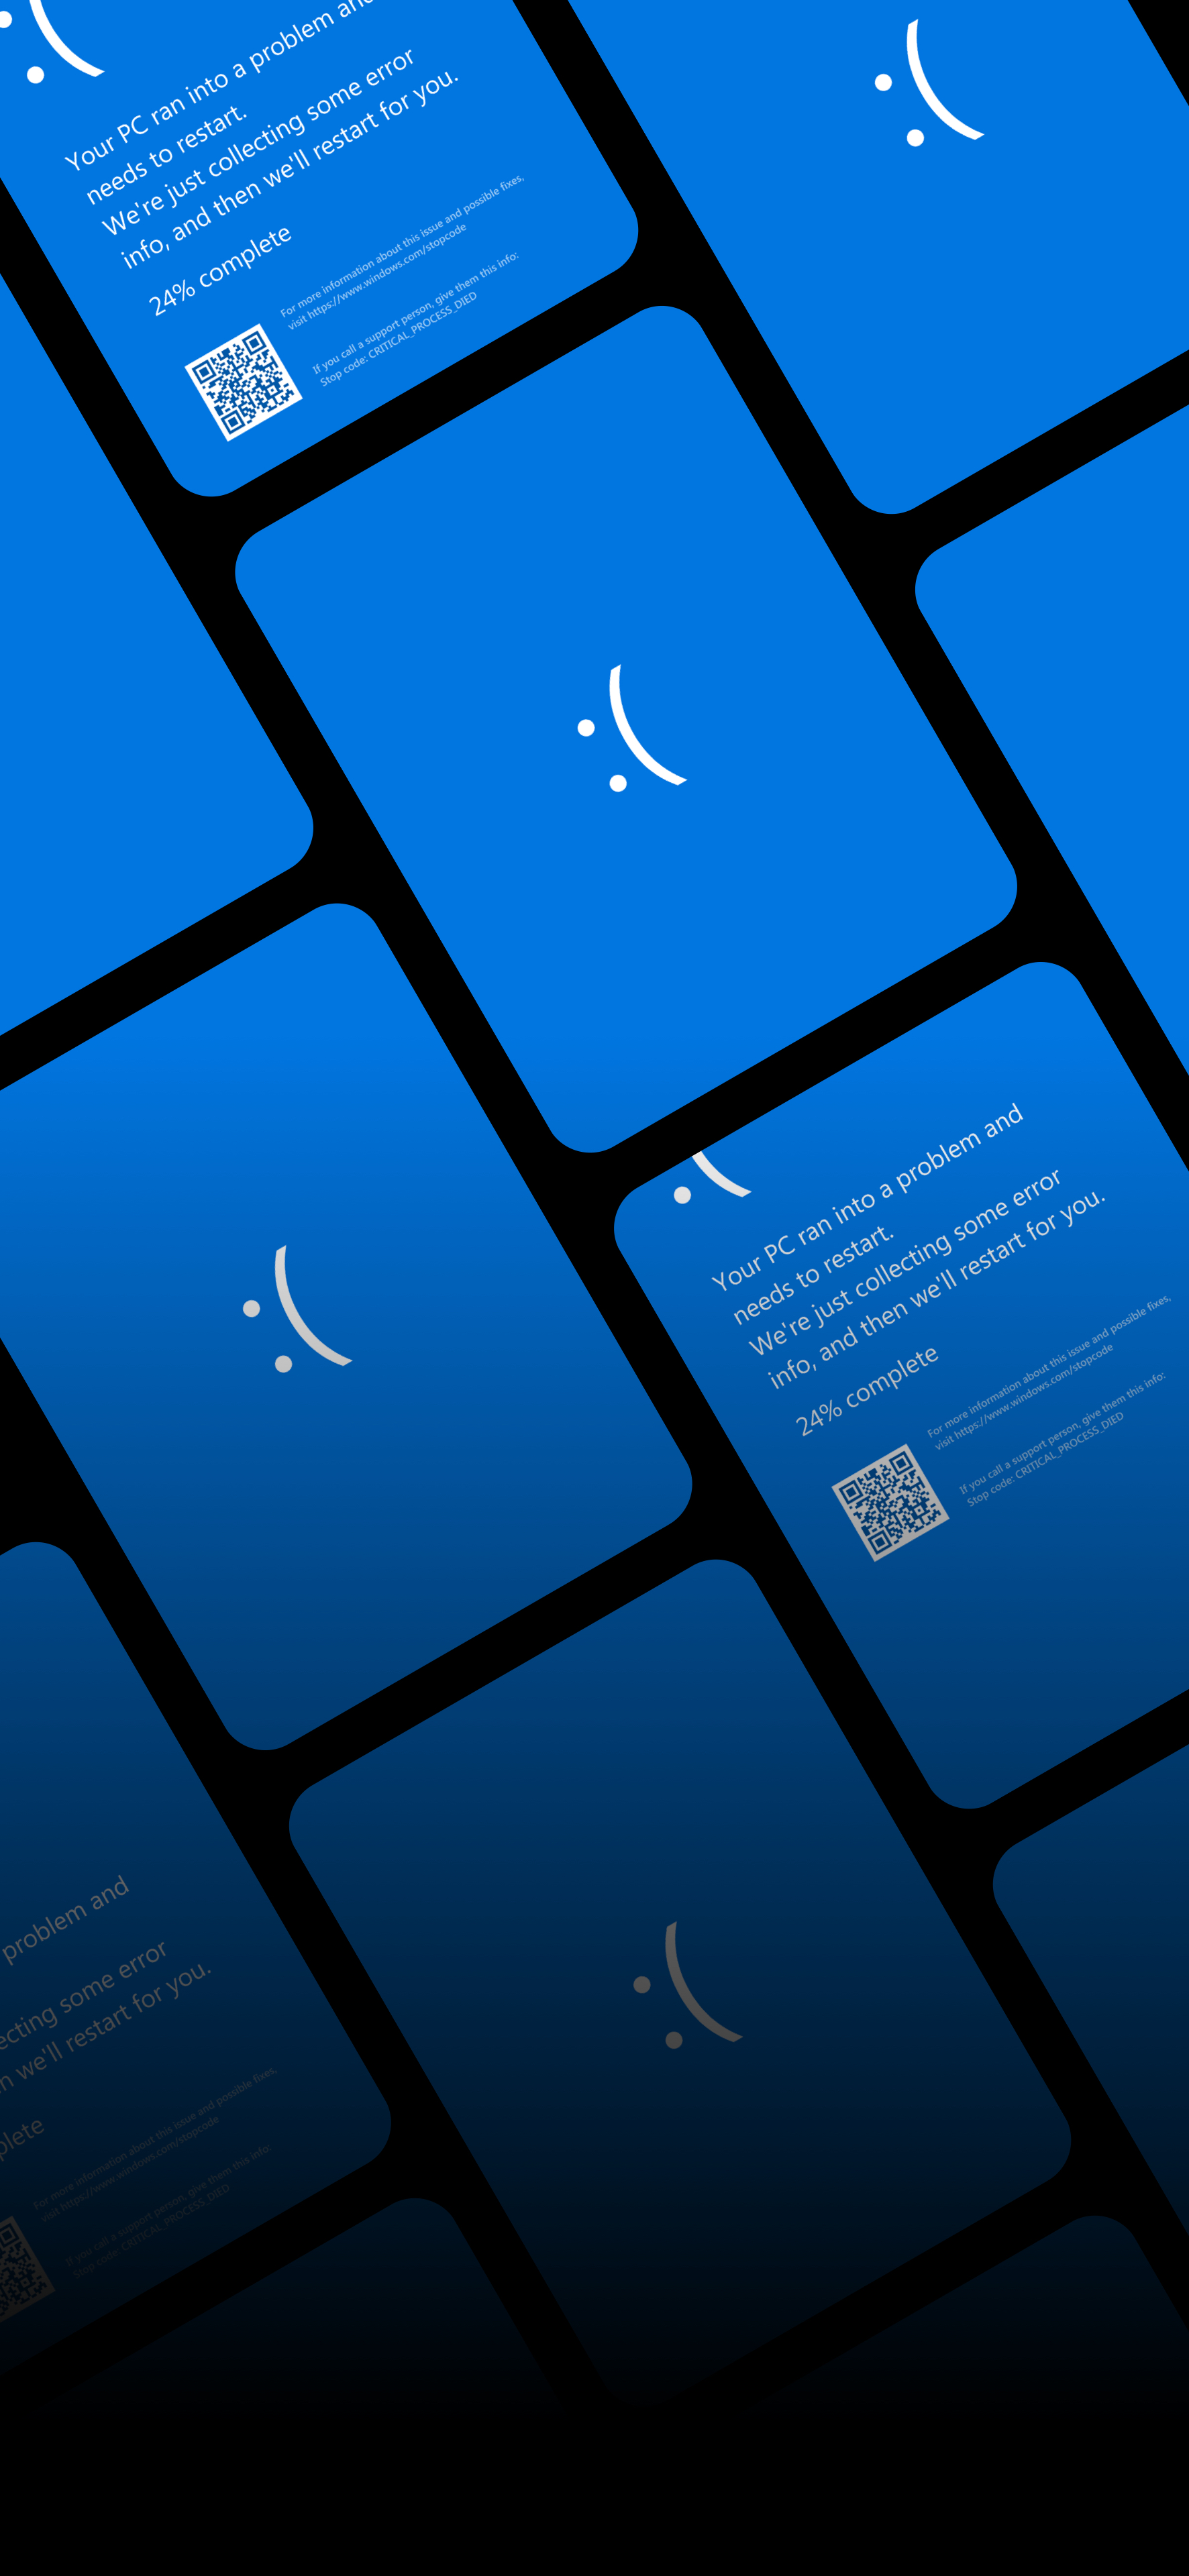 :(
Your PC ran into a problem and
needs to restart.
We're just collecting some error
info, and then we'll restart for you.
24% complete
For more information about this issue and possible fixes,
visit https://www.windows.com/stopcode
If you call a support person, give them this info:
Stop code: CRITICAL_PROCESS_DIED
:(
:(
:(
:(
Your PC ran into a problem and
needs to restart.
We're just collecting some error
info, and then we'll restart for you.
24% complete
For more information about this issue and possible fixes,
visit https://www.windows.com/stopcode
If you call a support person, give them this info:
Stop code: CRITICAL_PROCESS_DIED
:(
problem and
ecting some error
n we'll restart for you.
plete
For more information about this issue and possible fixes,
visit https://www.windows.com/stopcode
If you call a support person, give them this info:
Stop code: CRITICAL_PROCESS_DIED